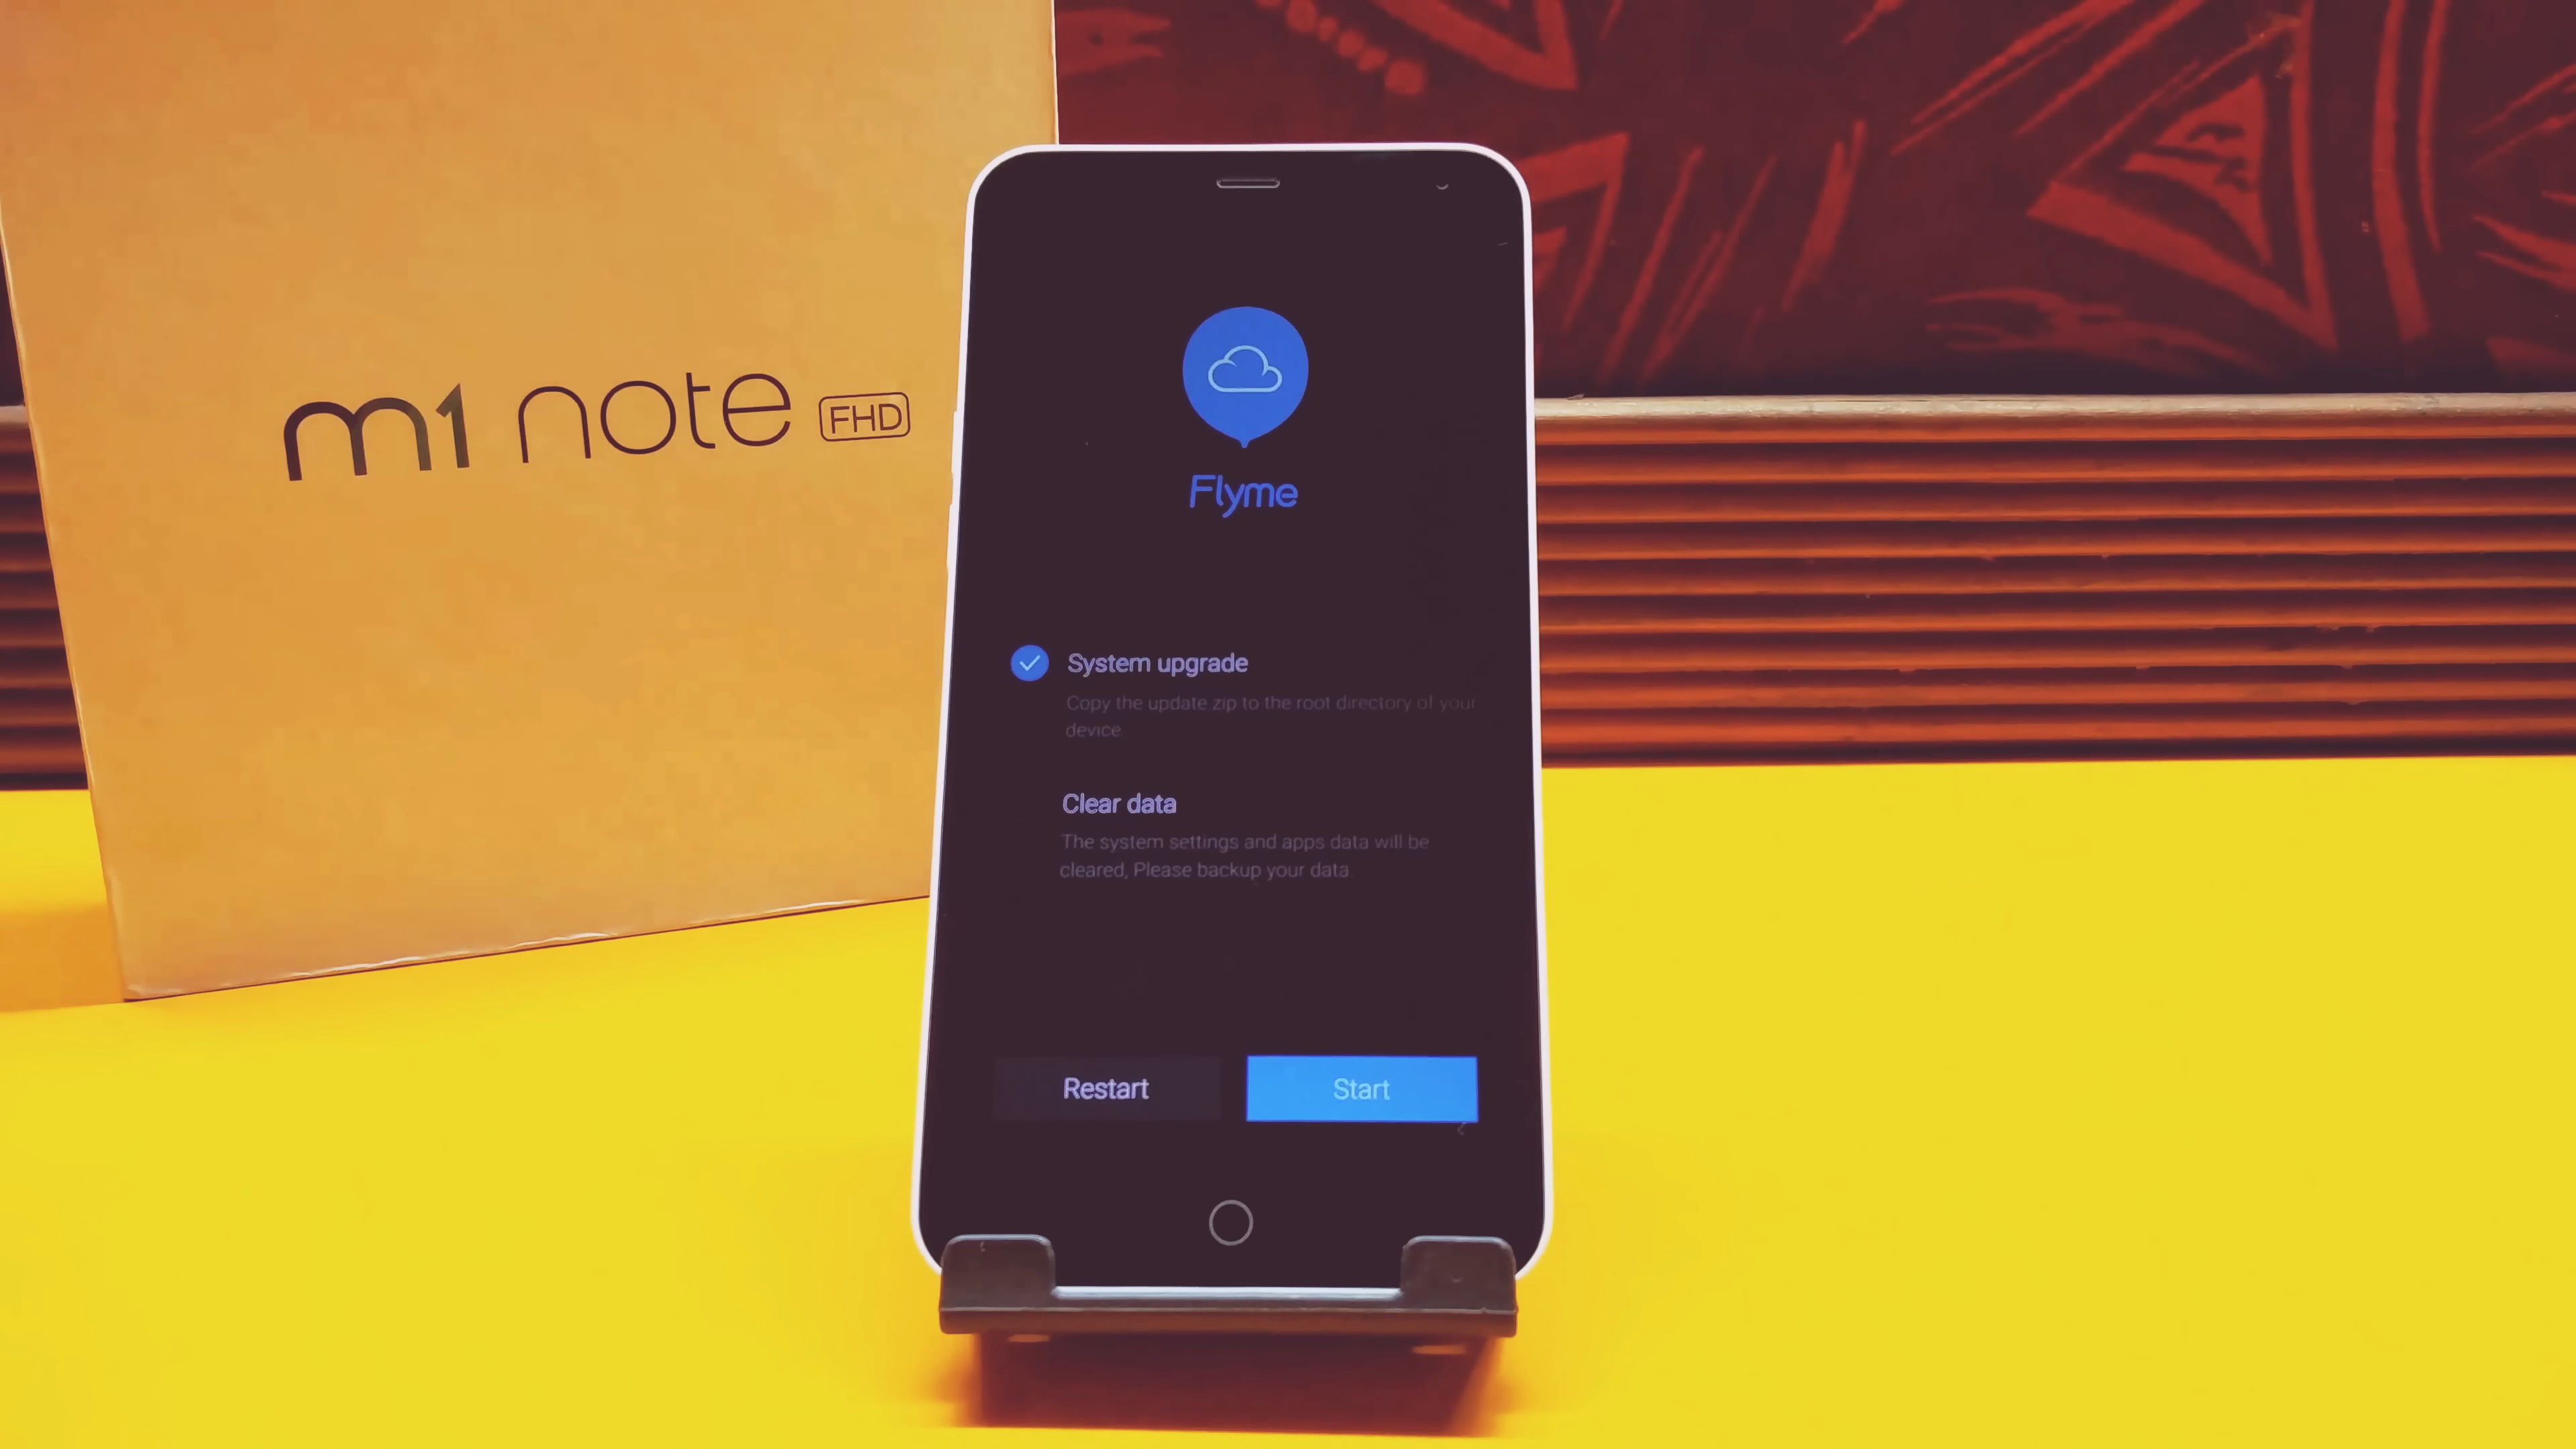 m1 note FHD
Flyme
System upgrade
Copy the update.zip to the root directory of your
device
Clear data
The system settings and apps data will be
cleared, Please backup your data
Restart
Start